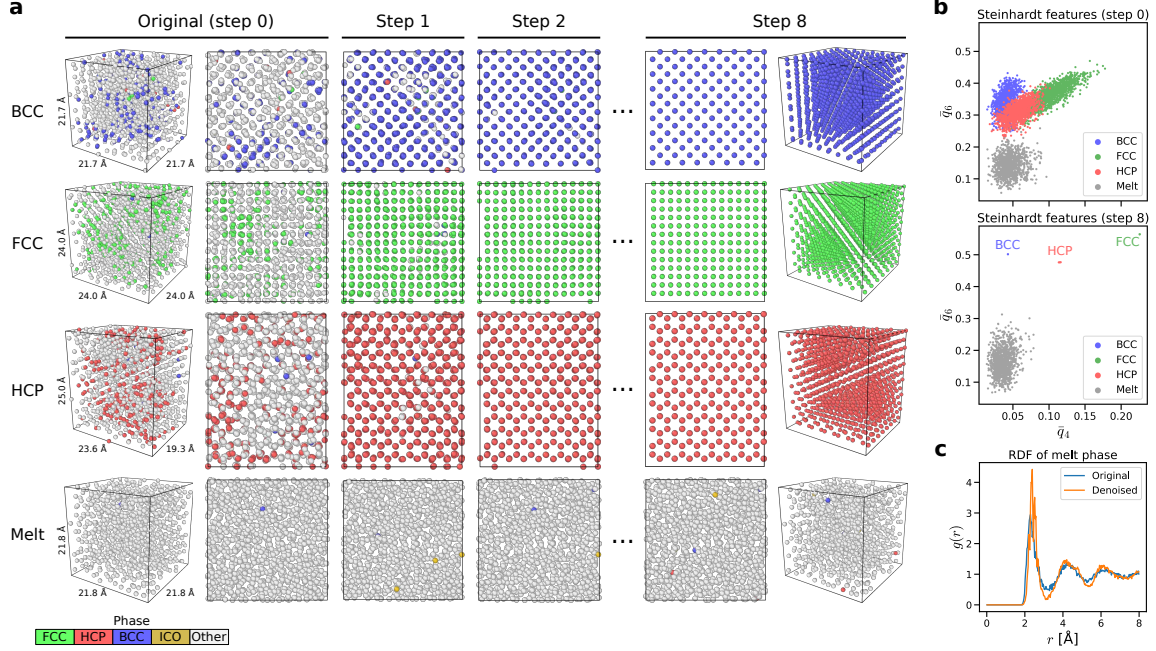 a
Original (step 0)
Step 1
Step 2
Step 8
BCC
21.7 Å
21.7 Å
21.7 Å
...
FCC
24.0 Å
24.0 Å
24.0 Å
...
HCP
25.0 Å
23.6 Å
19.3 Å
...
Melt
21.8 Å
21.8 Å
21.8 Å
...
Phase
FCC HCP BCC ICO Other
b
Steinhardt features (step 0)
0.5
0.4
0.3
0.2
0.1
q̄6
BCC
FCC
HCP
Melt
Steinhardt features (step 8)
BCC
HCP
FCC
0.5
0.4
0.3
0.2
0.1
q̄6
BCC
FCC
HCP
Melt
0.05 0.10 0.15 0.20
q̄4
c
RDF of melt phase
Original
Denoised
4
3
2
1
0
g(r)
0 2 4 6 8
r [Å]